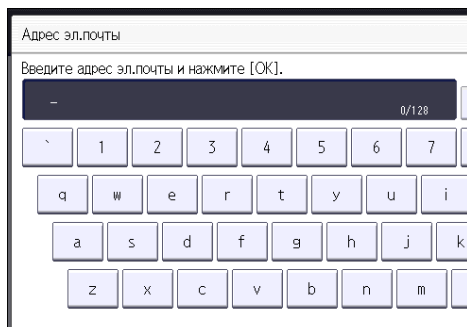 Адрес эл.почты
Введите адрес эл.почты и нажмите [OK].
_
0/128
` 1 2 3 4 5 6 7
q w e r t y u i
a s d f g h j k
z x c v b n m